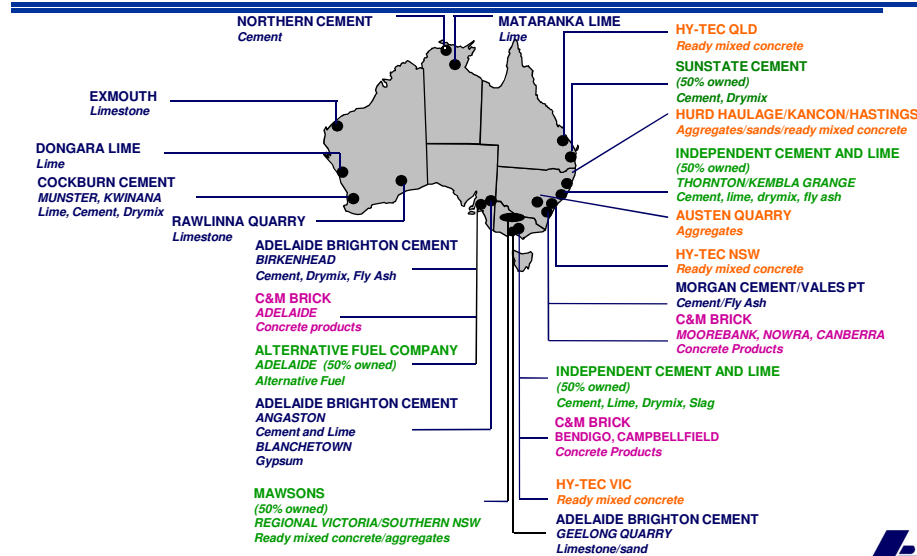 NORTHERN CEMENT
Cement
MATARANKA LIME
Lime
EXMOUTH
Limestone
DONGARA LIME
Lime
COCKBURN CEMENT
MUNSTER, KWINANA
Lime, Cement, Drymix
RAWLINNA QUARRY
Limestone
ADELAIDE BRIGHTON CEMENT
BIRKENHEAD
Cement, Drymix, Fly Ash
C&M BRICK
ADELAIDE
Concrete products
ALTERNATIVE FUEL COMPANY
ADELAIDE (50% owned)
Alternative Fuel
ADELAIDE BRIGHTON CEMENT
ANGASTON
Cement and Lime
BLANCHETOWN
Gypsum
MAWSONS
(50% owned)
REGIONAL VICTORIA/SOUTHERN NSW
Ready mixed concrete/aggregates
HY-TEC QLD
Ready mixed concrete
SUNSTATE CEMENT
(50% owned)
Cement, Drymix
HURD HAULAGE/KANCON/HASTINGS
Aggregates/sands/ready mixed concrete
INDEPENDENT CEMENT AND LIME
(50% owned)
THORNTON/KEMBLA GRANGE
Cement, lime, drymix, fly ash
AUSTEN QUARRY
Aggregates
HY-TEC NSW
Ready mixed concrete
MORGAN CEMENT/VALES PT
Cement/Fly Ash
C&M BRICK
MOOREBANK, NOWRA, CANBERRA
Concrete Products
INDEPENDENT CEMENT AND LIME
(50% owned)
Cement, Lime, Drymix, Slag
C&M BRICK
BENDIGO, CAMPBELLFIELD
Concrete Products
HY-TEC VIC
Ready mixed concrete
ADELAIDE BRIGHTON CEMENT
GEELONG QUARRY
Limestone/sand